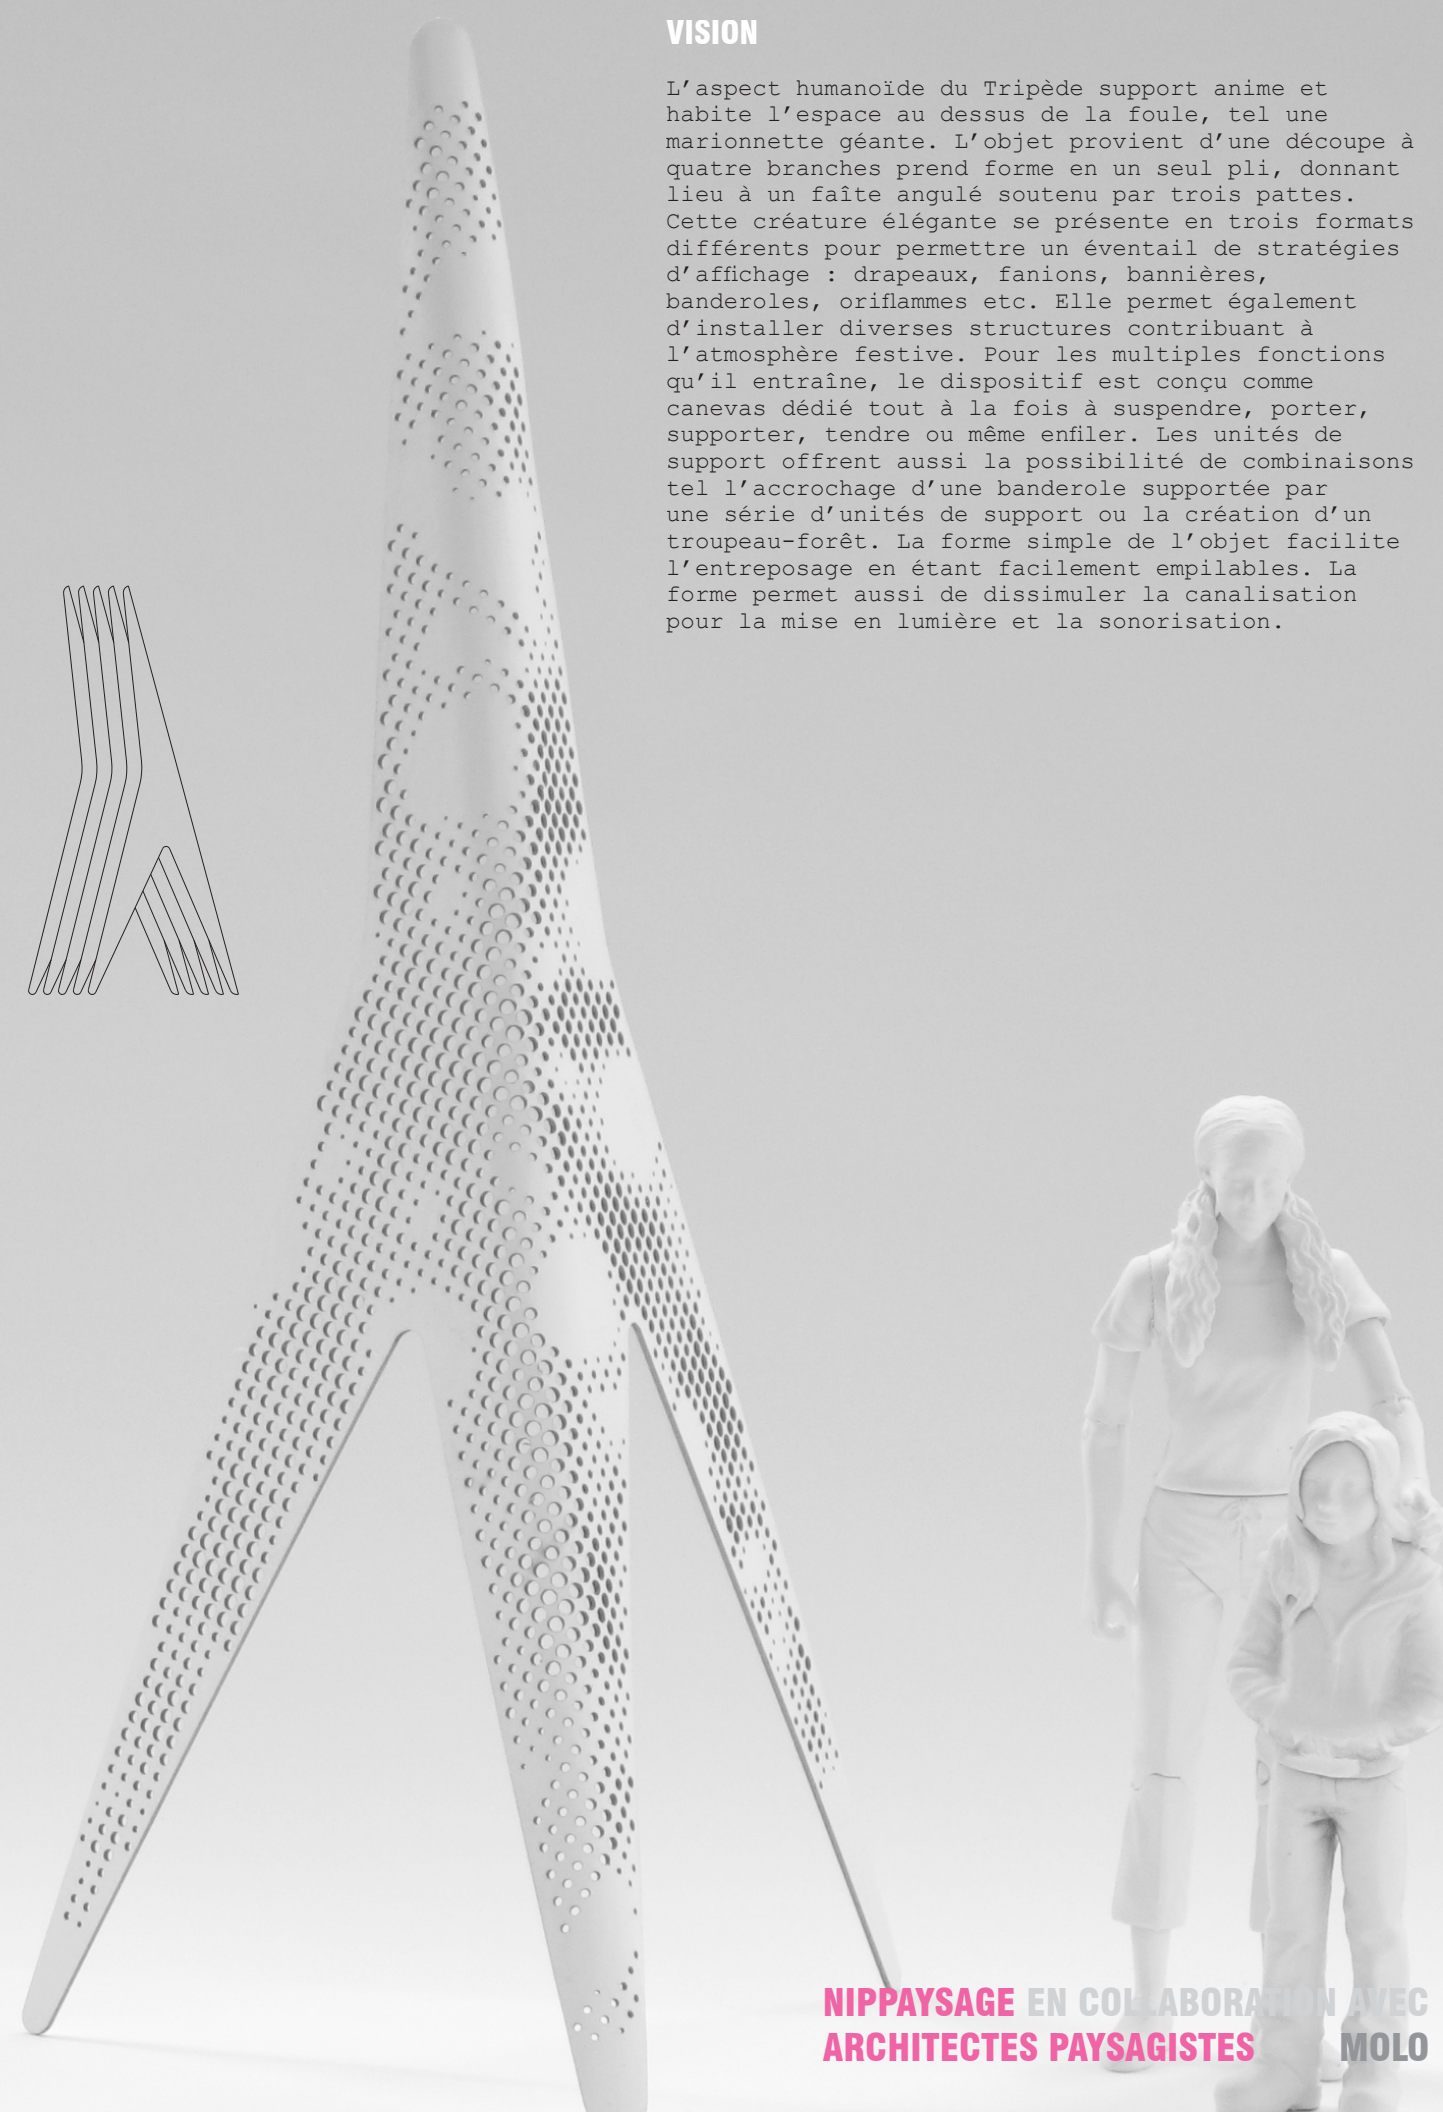 VISION
L’aspect humanoïde du Tripède support anime et
habite l’espace au dessus de la foule, tel une
marionnette géante. L’objet provient d’une découpe à
quatre branches prend forme en un seul pli, donnant
lieu à un faîte angulé soutenu par trois pattes.
Cette créature élégante se présente en trois formats
différents pour permettre un éventail de stratégies
d’affichage : drapeaux, fanions, bannières,
banderoles, oriflammes etc. Elle permet également
d’installer diverses structures contribuant à
l’atmosphère festive. Pour les multiples fonctions
qu’il entraîne, le dispositif est conçu comme
canevas dédié tout à la fois à suspendre, porter,
supporter, tendre ou même enfiler. Les unités de
support offrent aussi la possibilité de combinaisons
tel l’accrochage d’une banderole supportée par
une série d’unités de support ou la création d’un
troupeau-forêt. La forme simple de l’objet facilite
l’entreposage en étant facilement empilables. La
forme permet aussi de dissimuler la canalisation
pour la mise en lumière et la sonorisation.
NIPPAYSAGE EN COLLABORATION AVEC
ARCHITECTES PAYSAGISTES MOLO